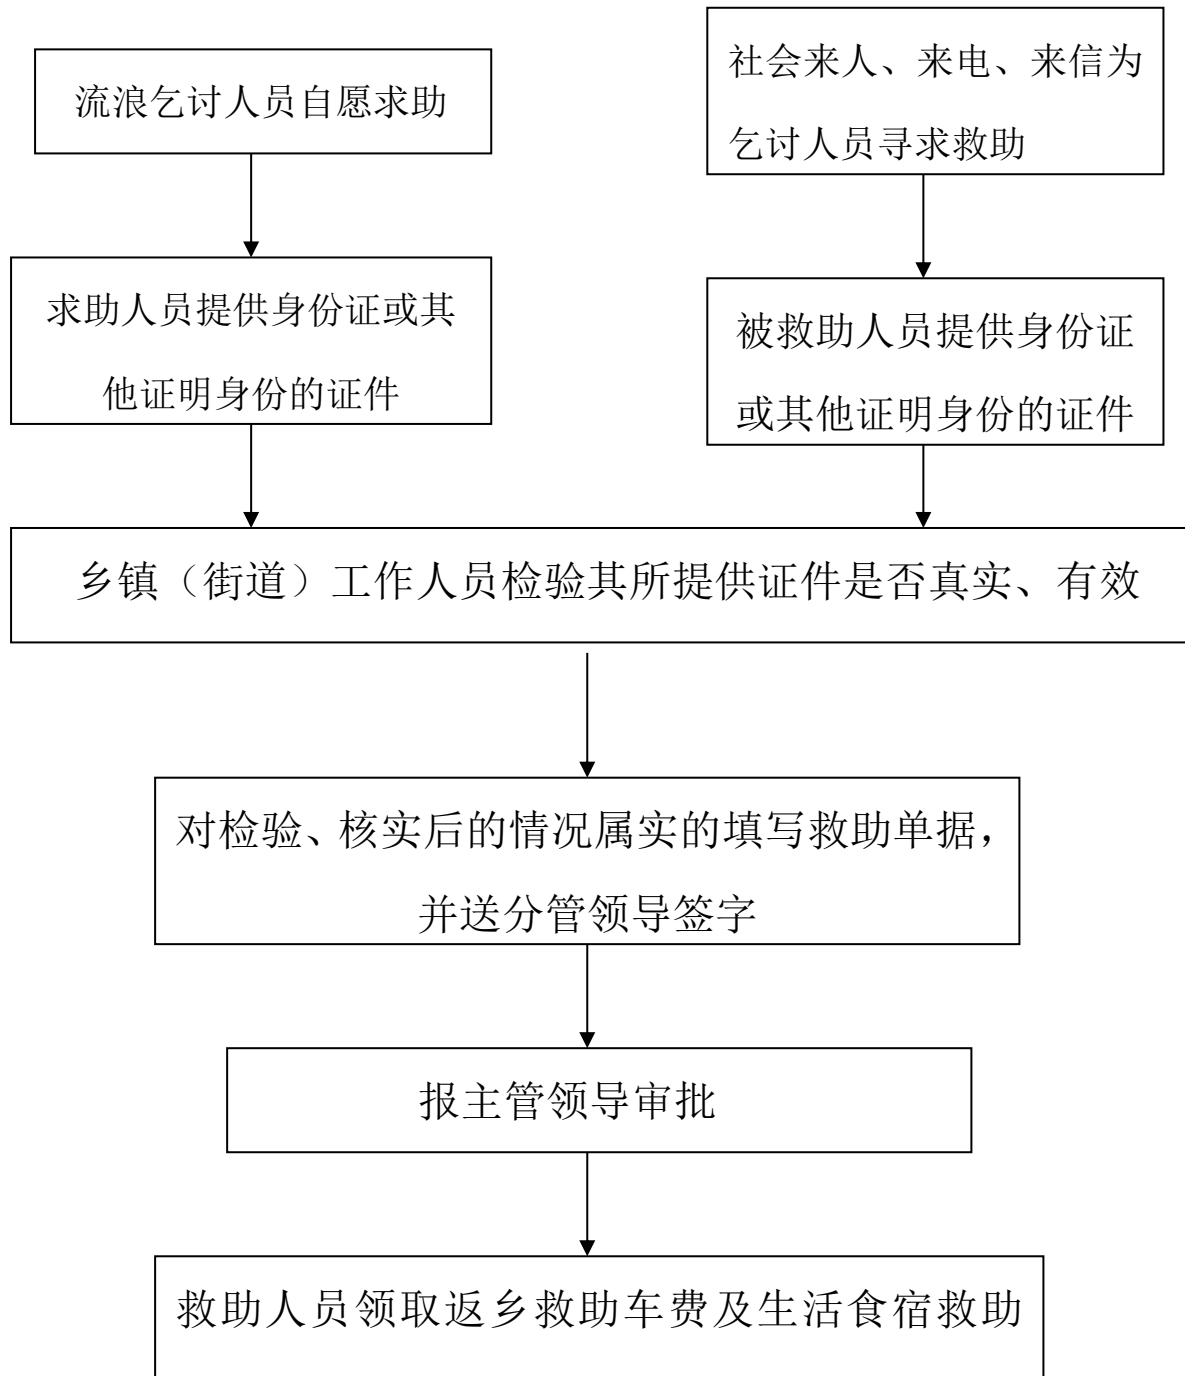 流浪乞讨人员自愿求助
社会来人、来电、来信为
乞讨人员寻求救助
求助人员提供身份证或其
他证明身份的证件
被救助人员提供身份证
或其他证明身份的证件
乡镇（街道）工作人员检验其所提供证件是否真实、有效
对检验、核实后的情况属实的填写救助单据，
并送分管领导签字
报主管领导审批
救助人员领取返乡救助车费及生活食宿救助